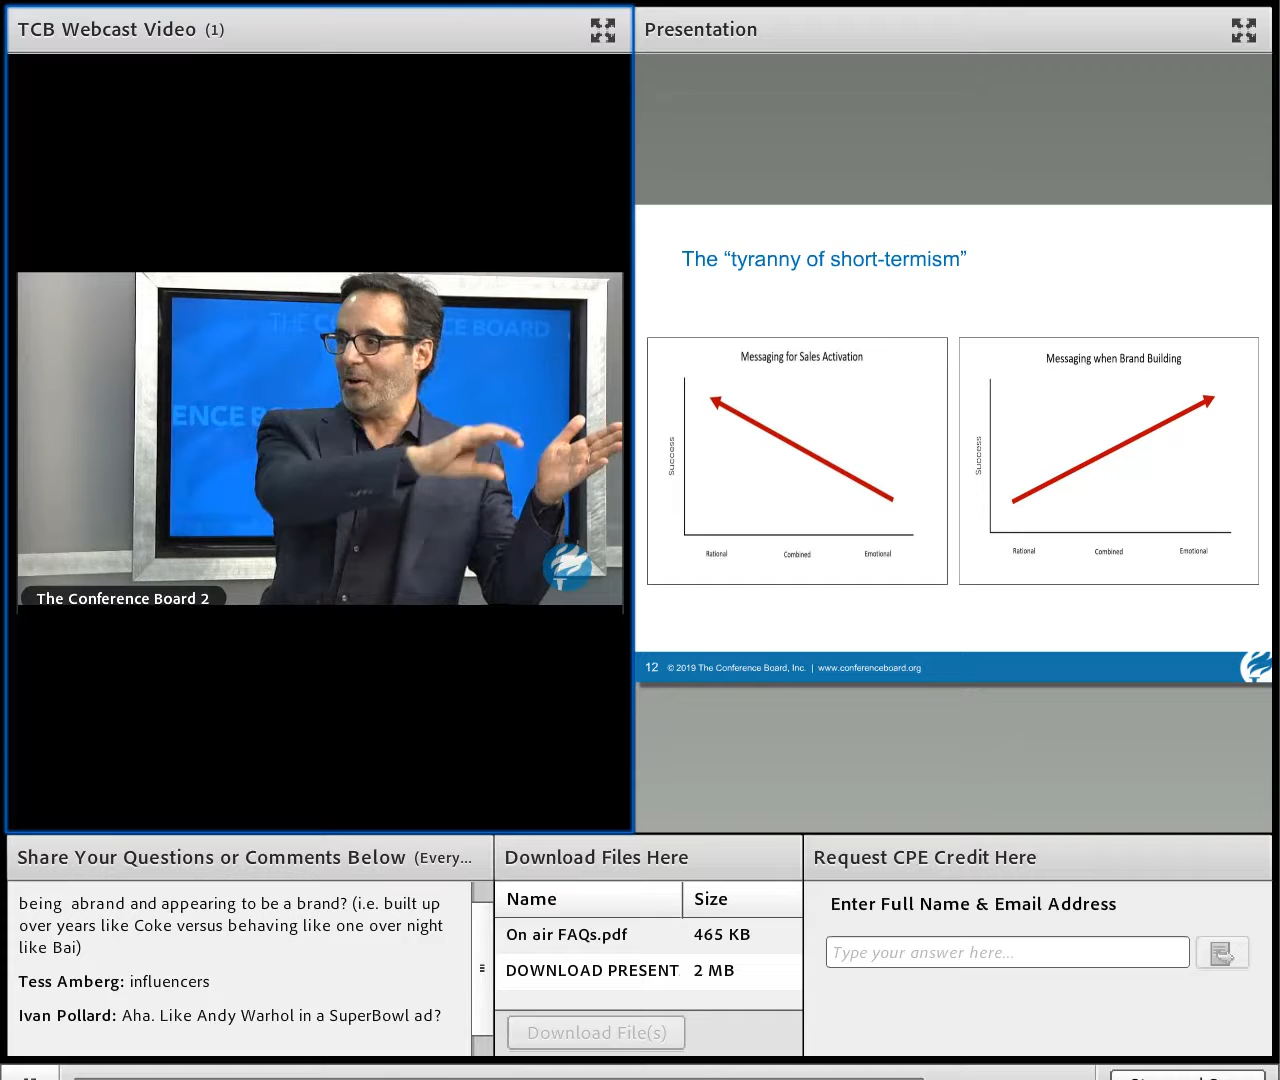 TCB Webcast Video (1)
Presentation
THE CONFERENCE BOARD
ENCE B
The Conference Board 2
The “tyranny of short-termism”
Messaging for Sales Activation
Success
Rational Combined Emotional
Messaging when Brand Building
Success
Rational Combined Emotional
12 © 2019 The Conference Board, Inc. | www.conferenceboard.org
Share Your Questions or Comments Below (Every...
being abrand and appearing to be a brand? (i.e. built up
over years like Coke versus behaving like one over night
like Bai)
Tess Amberg: influencers
Ivan Pollard: Aha. Like Andy Warhol in a SuperBowl ad?
Download Files Here
Name Size
On air FAQs.pdf 465 KB
DOWNLOAD PRESENT 2 MB
Download File(s)
Request CPE Credit Here
Enter Full Name & Email Address
Type your answer here...